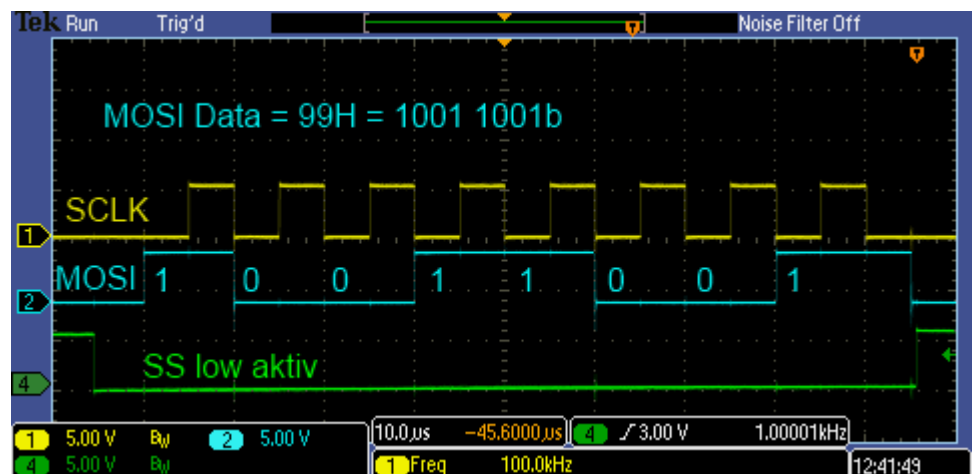 Tek Run Trig'd Noise Filter Off
T
T
MOSI Data = 99H = 1001 1001b
SCLK
1
MOSI 1 0 0 1 1 0 0 1
2
SS low aktiv
4
1 5.00 V BW 2 5.00 V 10.0µs -45.6000µs 4 3.00 V 1.00001kHz
4 5.00 V BW 1 Freq 100.0kHz 12:41:49